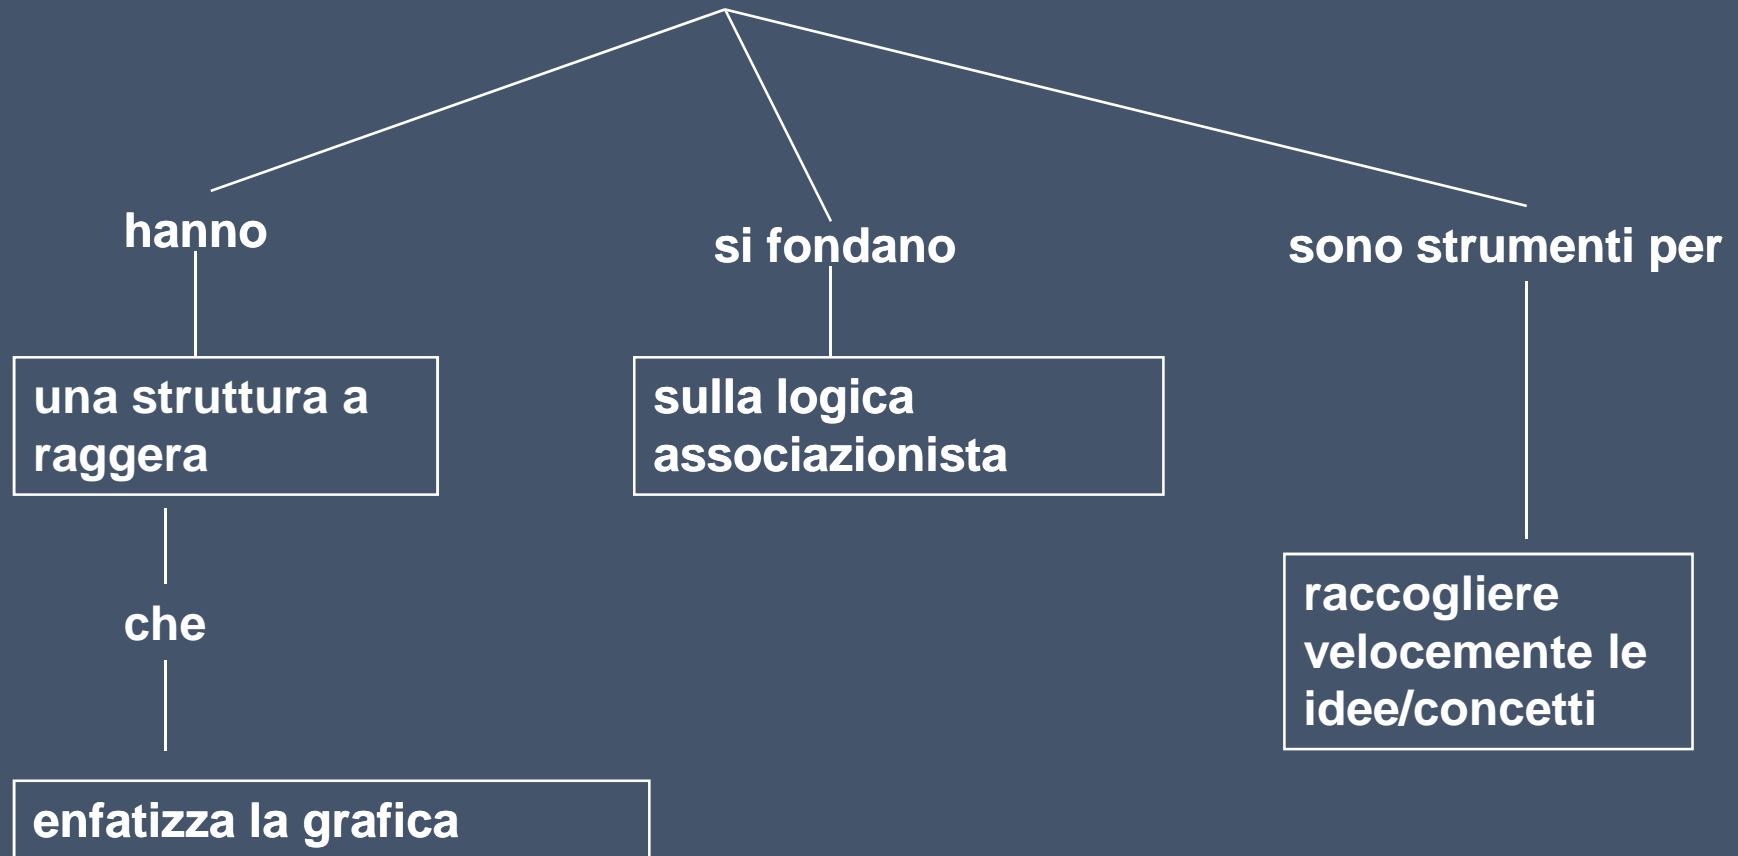 hanno
si fondano
sono strumenti per
una struttura a
raggera
sulla logica
associazionista
che
raccogliere
velocemente le
idee/concetti
enfatizza la grafica